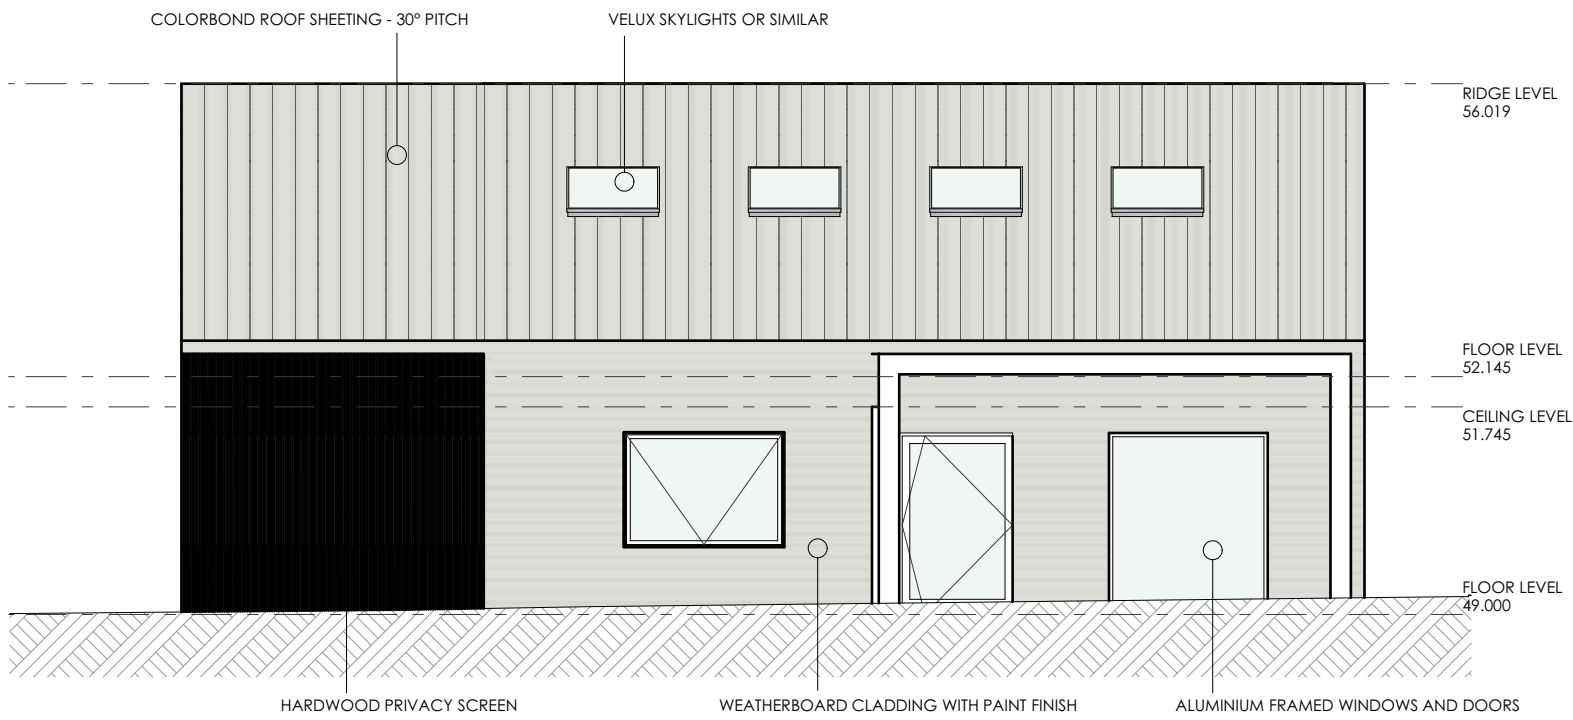 COLORBOND ROOF SHEETING - 30° PITCH
VELUX SKYLIGHTS OR SIMILAR
RIDGE LEVEL
56.019
FLOOR LEVEL
52.145
CEILING LEVEL
51.745
FLOOR LEVEL
49.000
HARDWOOD PRIVACY SCREEN
WEATHERBOARD CLADDING WITH PAINT FINISH
ALUMINIUM FRAMED WINDOWS AND DOORS